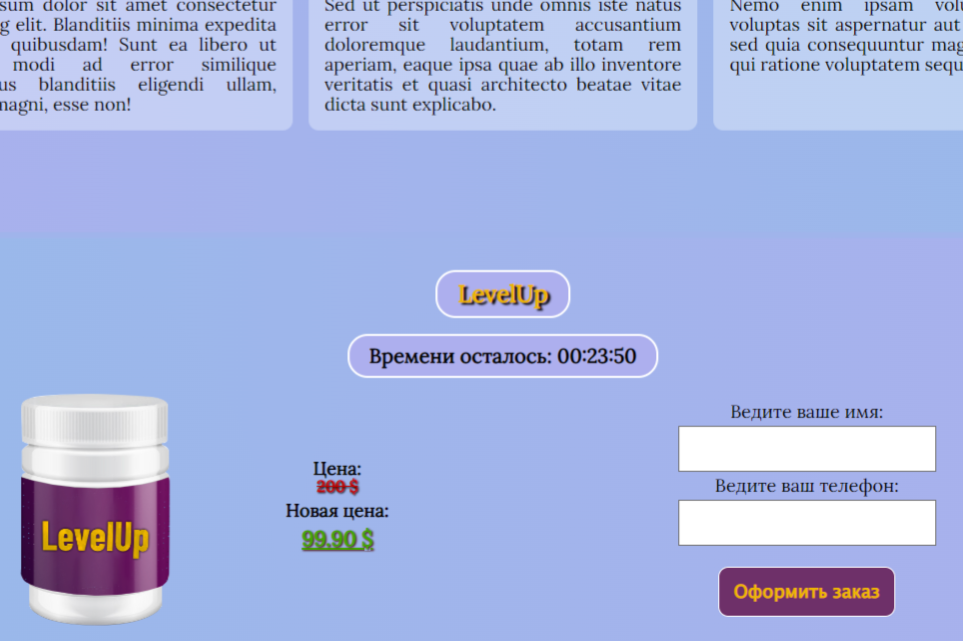 sum dolor sit amet consectetur
g elit. Blanditiis minima expedita
quibusdam! Sunt ea libero ut
modi ad error similique
us blanditiis eligendi ullam,
magni, esse non!
Sed ut perspiciatis unde omnis iste natus
error sit voluptatem accusantium
doloremque laudantium, totam rem
aperiam, eaque ipsa quae ab illo inventore
veritatis et quasi architecto beatae vitae
dicta sunt explicabo.
Nemo enim ipsam vol
voluptas sit aspernatur aut
sed quia consequuntur mag
qui ratione voluptatem sequ
LevelUp
Времени осталось: 00:23:50
LevelUp
Цена:
200 $
Новая цена:
99.90 $
Ведите ваше имя:
Ведите ваш телефон:
Оформить заказ